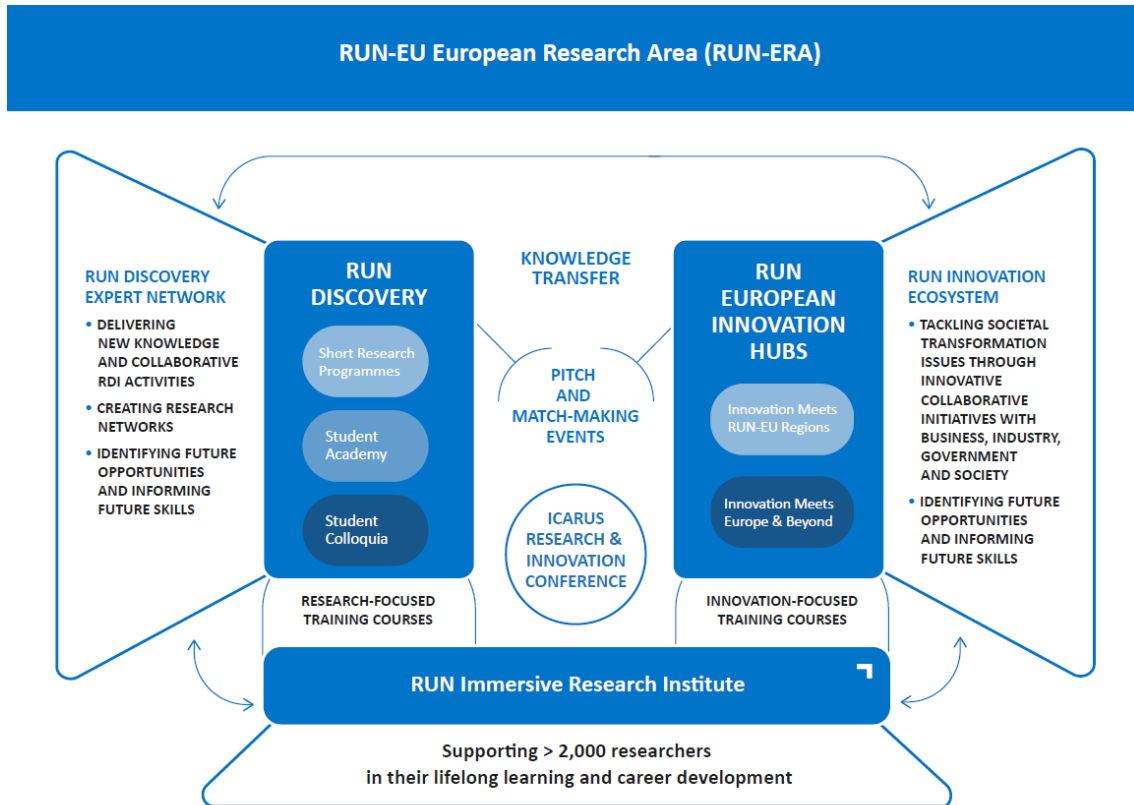 RUN-EU European Research Area (RUN-ERA)
RUN DISCOVERY
EXPERT NETWORK
• DELIVERING
NEW KNOWLEDGE
AND COLLABORATIVE
RDI ACTIVITIES
• CREATING RESEARCH
NETWORKS
• IDENTIFYING FUTURE
OPPORTUNITIES
AND INFORMING
FUTURE SKILLS
RUN
DISCOVERY
Short Research
Programmes
Student
Academy
Student
Colloquia
KNOWLEDGE
TRANSFER
PITCH
AND
MATCH-MAKING
EVENTS
ICARUS
RESEARCH &
INNOVATION
CONFERENCE
RUN
EUROPEAN
INNOVATION
HUBS
Innovation Meets
RUN-EU Regions
Innovation Meets
Europe & Beyond
RUN INNOVATION
ECOSYSTEM
• TACKLING SOCIETAL
TRANSFORMATION
ISSUES THROUGH
INNOVATIVE
COLLABORATIVE
INITIATIVES WITH
BUSINESS, INDUSTRY,
GOVERNMENT
AND SOCIETY
• IDENTIFYING FUTURE
OPPORTUNITIES
AND INFORMING
FUTURE SKILLS
RESEARCH-FOCUSED
TRAINING COURSES
INNOVATION-FOCUSED
TRAINING COURSES
RUN Immersive Research Institute
Supporting > 2,000 researchers
in their lifelong learning and career development